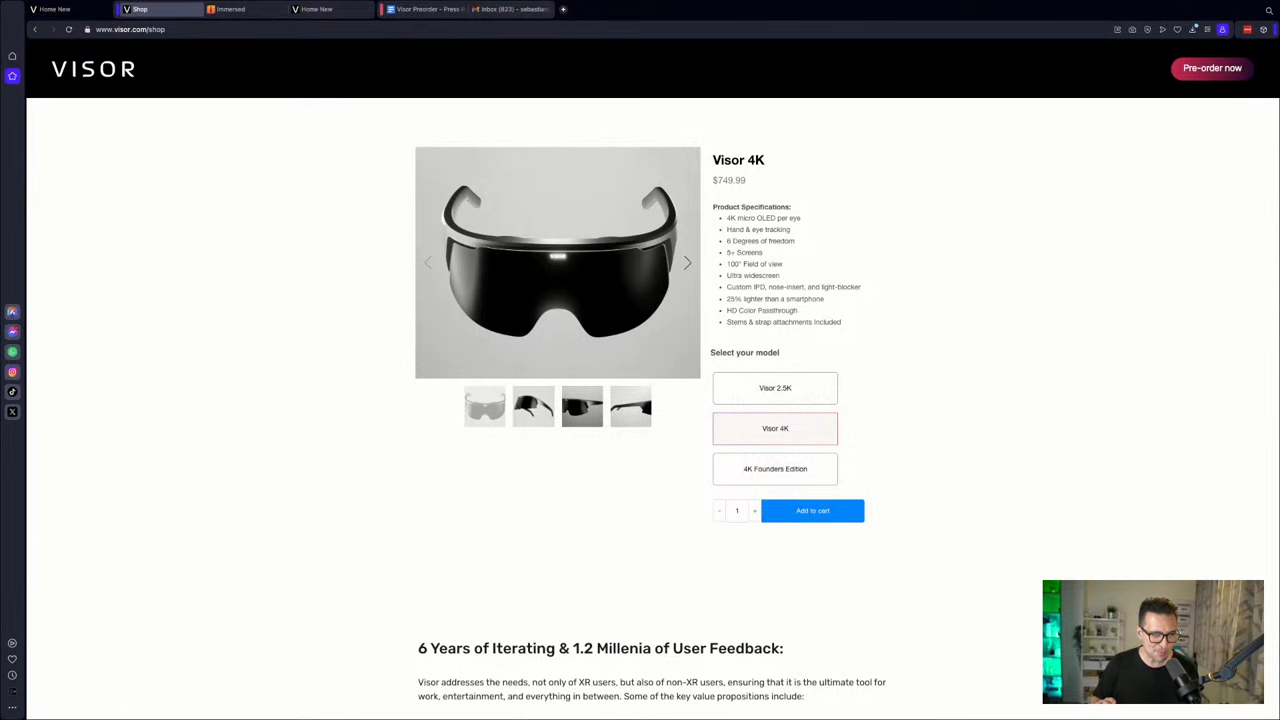 Home New
Shop
Immersed
Home New
Visor Preorder - Press R
Inbox (823) – sebastian
www.visor.com/shop
VISOR
Pre-order now
Visor 4K
$749.99
Product Specifications:
4K micro OLED per eye
Hand & eye tracking
6 Degrees of freedom
5+ Screens
100° Field of view
Ultra widescreen
Custom IPD, nose-insert, and light-blocker
25% lighter than a smartphone
HD Color Passthrough
Stems & strap attachments Included
Select your model
Visor 2.5K
Visor 4K
4K Founders Edition
- 1 +
Add to cart
6 Years of Iterating & 1.2 Millenia of User Feedback:
Visor addresses the needs, not only of XR users, but also of non-XR users, ensuring that it is the ultimate tool for
work, entertainment, and everything in between. Some of the key value propositions include: